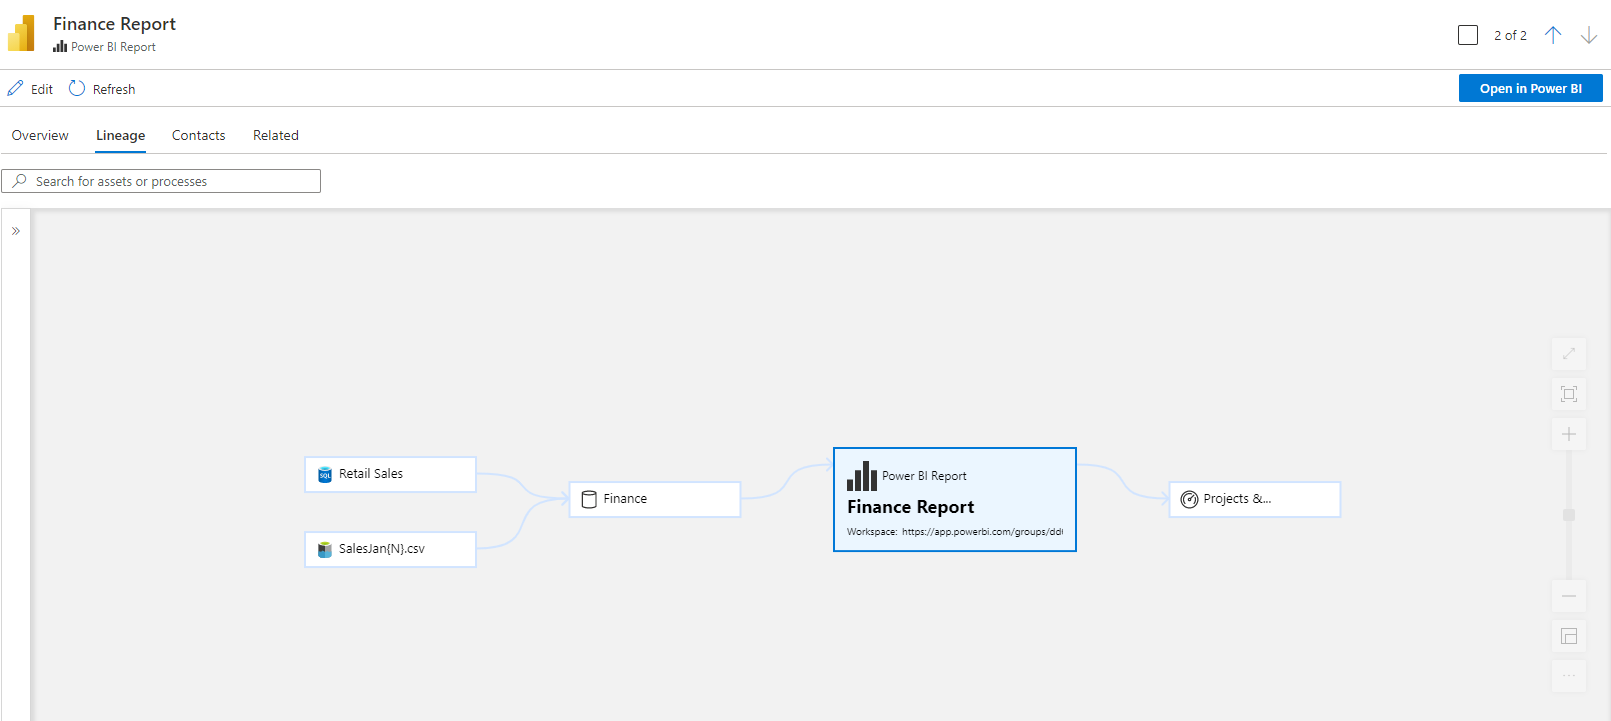 Finance Report
Power BI Report
2 of 2
Edit
Refresh
Open in Power BI
Overview
Lineage
Contacts
Related
Search for assets or processes
»
SQL
Retail Sales
SalesJan{N}.csv
Finance
Power BI Report
Finance Report
Workspace: https://app.powerbi.com/groups/dd
Projects &...